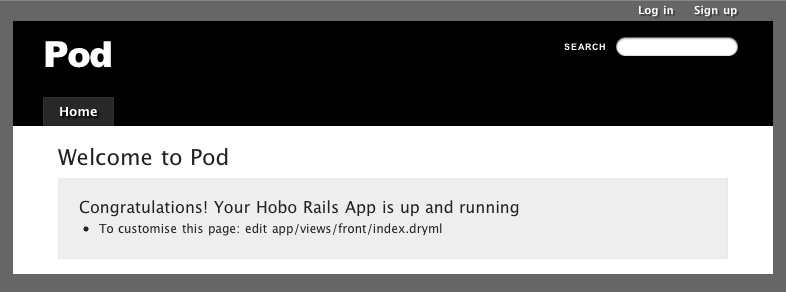 Log in Sign up
Pod
SEARCH
Home
Welcome to Pod
Congratulations! Your Hobo Rails App is up and running
• To customise this page: edit app/views/front/index.dryml